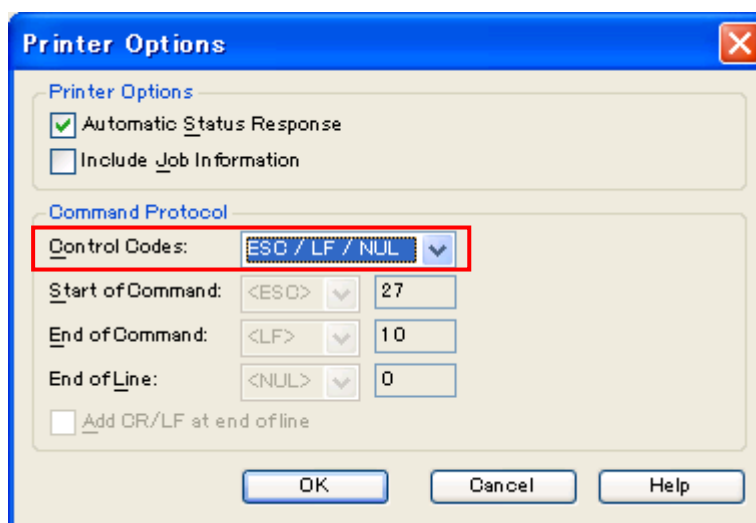 Printer Options
Printer Options
Automatic Status Response
Include Job Information
Command Protocol
Control Codes: ESC / LF / NUL
Start of Command: <ESC> 27
End of Command: <LF> 10
End of Line: <NUL> 0
Add CR/LF at end of line
OK Cancel Help